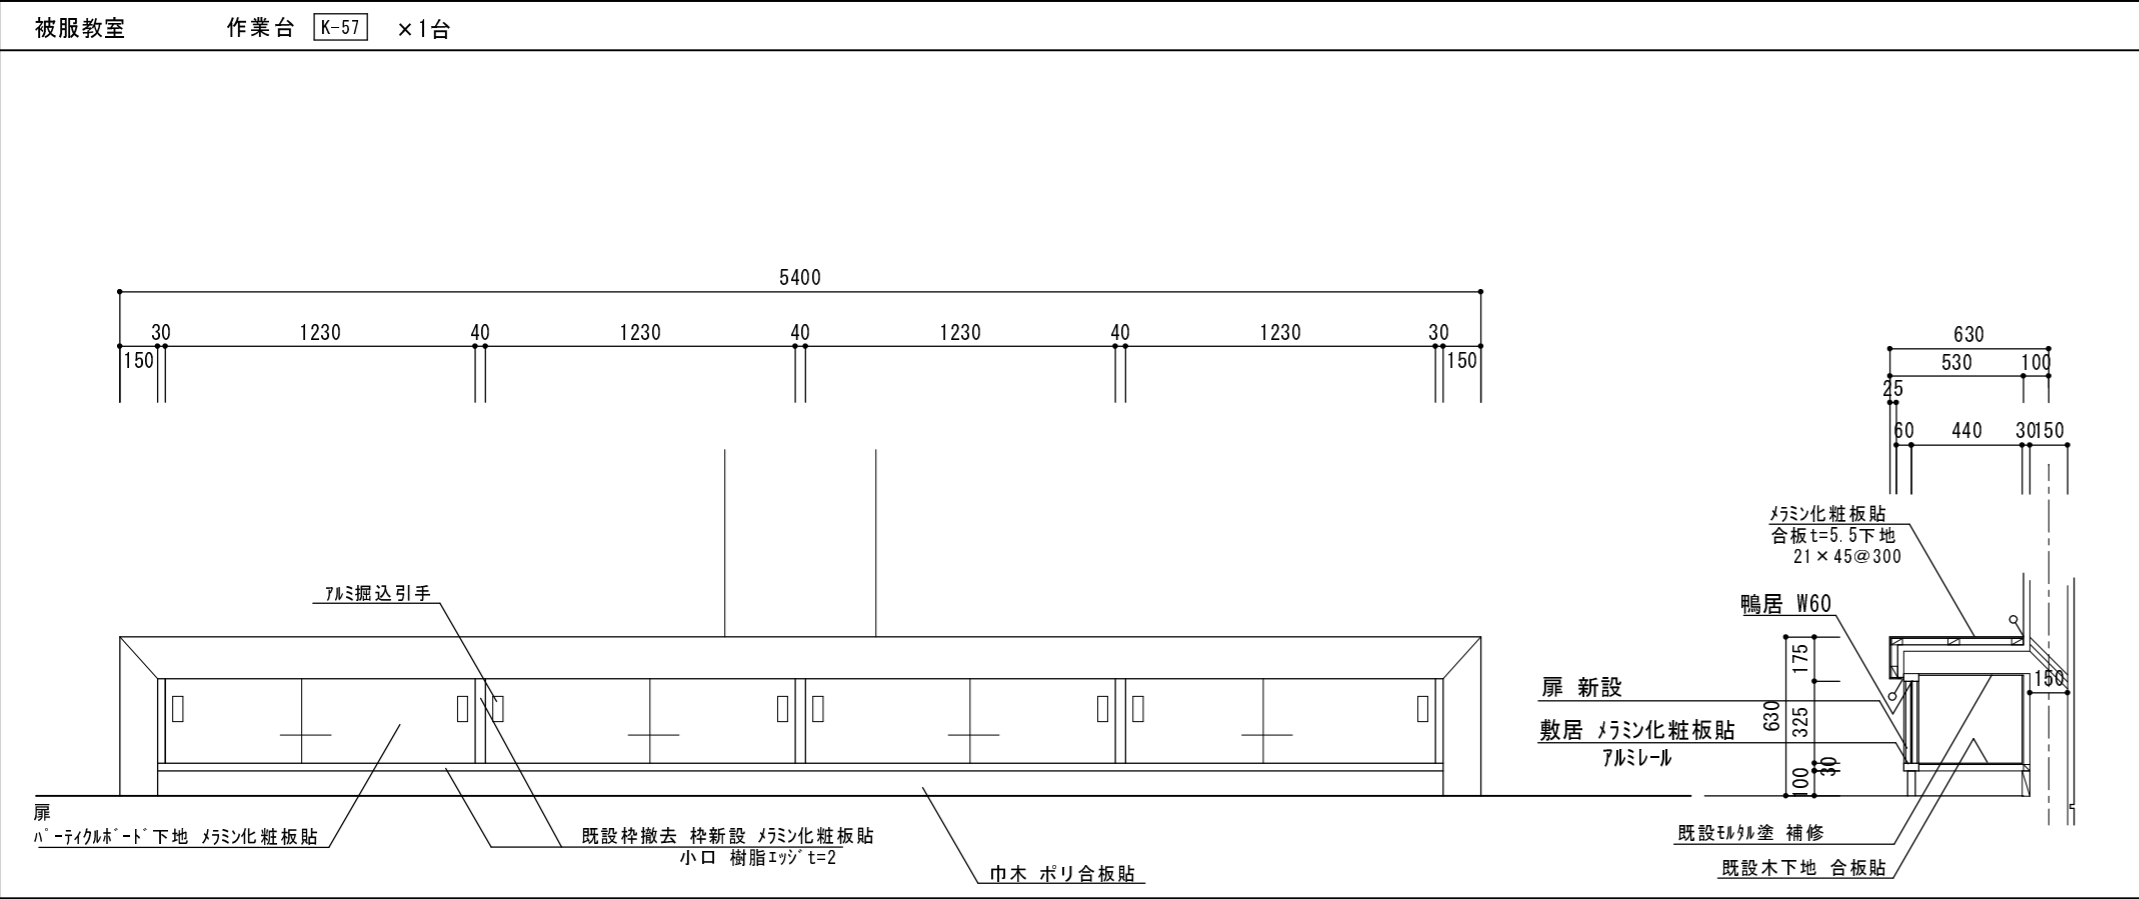 被服教室 作業台 K-57 ×1台
5400
30 1230 40 1230 40 1230 40 1230 30
150 150
630
530 100
25
60 440 30 150
メラミン化粧板貼
合板t=5.5下地
21×45@300
アルミ掘込引手
鴨居 W60
扉 新設
敷居 メラミン化粧板貼
アルミレール
175
630
325
30
100
150
扉
パーティクルボード下地 メラミン化粧板貼
既設枠撤去 枠新設 メラミン化粧板貼
小口 樹脂エッジt=2
巾木 ポリ合板貼
既設モルタル塗 補修
既設木下地 合板貼